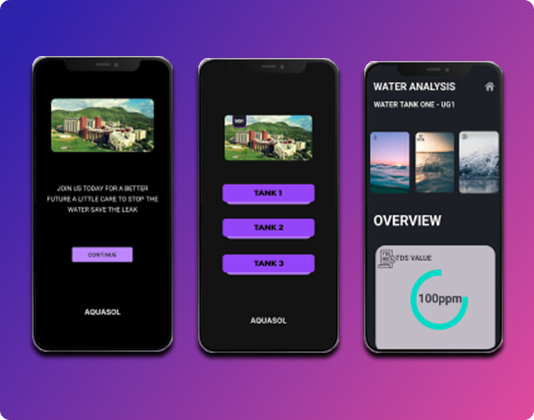 JOIN US TODAY FOR A BETTER
FUTURE A LITTLE CARE TO STOP THE
WATER SAVE THE LEAK
CONTINUE
AQUASOL
UG1
TANK 1
TANK 2
TANK 3
AQUASOL
WATER ANALYSIS
WATER TANK ONE - UG1
OVERVIEW
TDS VALUE
100ppm